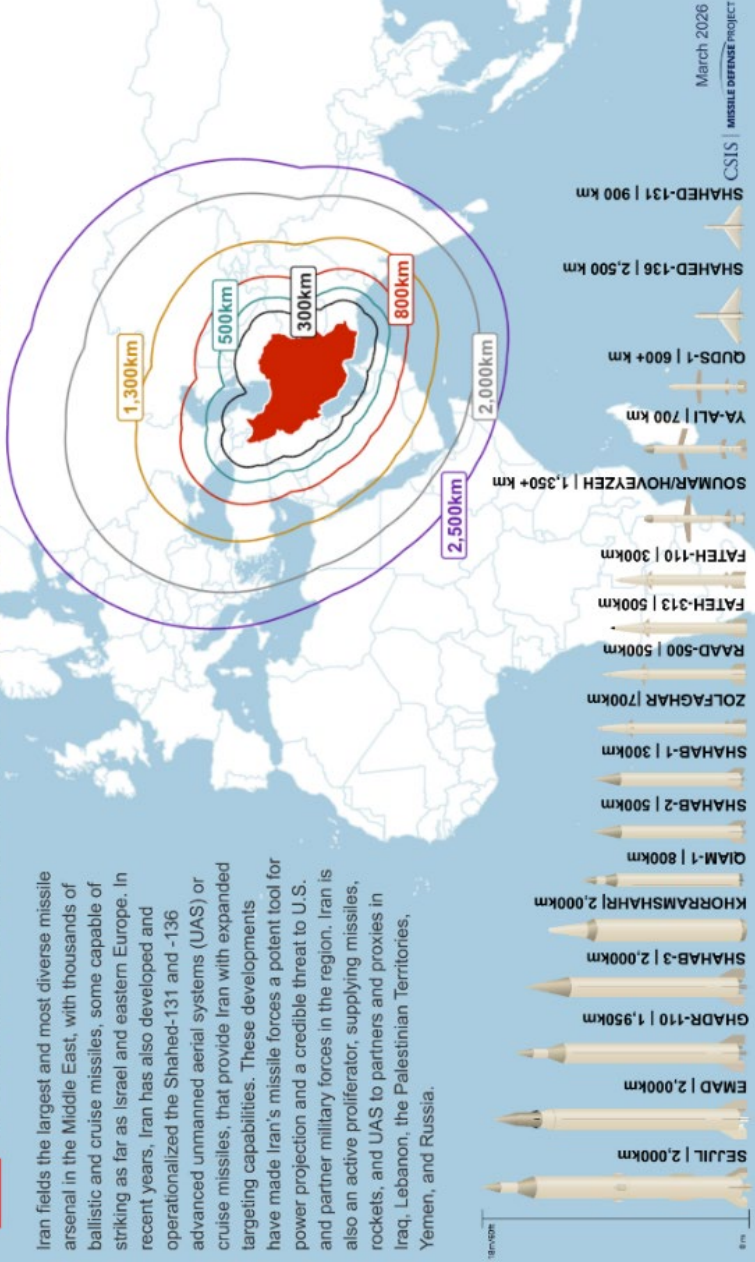 Iran fields the largest and most diverse missile
arsenal in the Middle East, with thousands of
ballistic and cruise missiles, some capable of
striking as far as Israel and eastern Europe. In
recent years, Iran has also developed and
operationalized the Shahed-131 and -136
advanced unmanned aerial systems (UAS) or
cruise missiles, that provide Iran with expanded
targeting capabilities. These developments
have made Iran's missile forces a potent tool for
power projection and a credible threat to U.S.
and partner military forces in the region. Iran is
also an active proliferator, supplying missiles,
rockets, and UAS to partners and proxies in
Iraq, Lebanon, the Palestinian Territories,
Yemen, and Russia.
1,300km
500km
300km
800km
2,000km
2,500km
SEJJIL | 2,000km
EMAD | 2,000km
GHADR-110 | 1,950km
SHAHAB-3 | 2,000km
KHORRAMSHAHR| 2,000km
QIAM-1 | 800km
SHAHAB-2 | 500km
SHAHAB-1 | 300km
ZOLFAGHAR |700km
RAAD-500 | 500km
FATEH-313 | 500km
FATEH-110 | 300km
SOUMAR/HOVEYZEH | 1,350+ km
YA-ALI | 700 km
QUDS-1 | 600+ km
SHAHED-136 | 2,500 km
SHAHED-131 | 900 km
0 m
March 2026
CSIS | MISSILE DEFENSE PROJECT